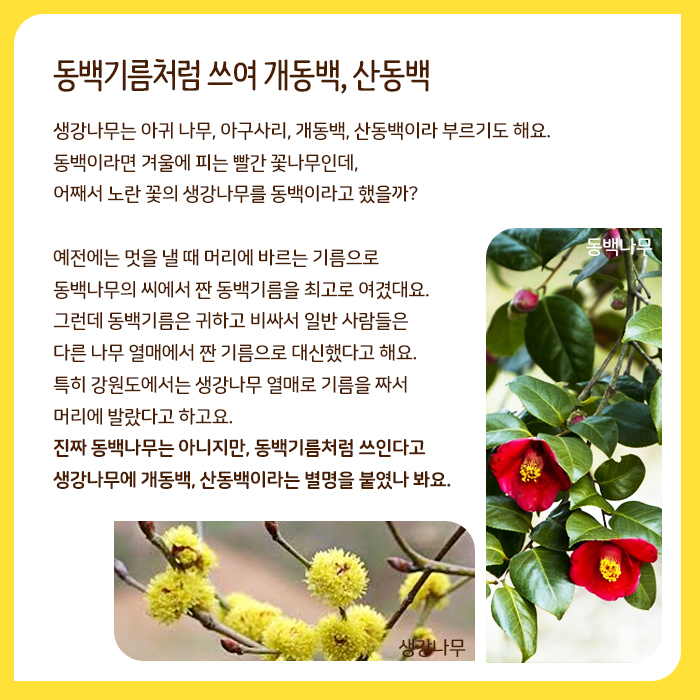 동백기름처럼 쓰여 개동백, 산동백
생강나무는 아귀 나무, 아구사리, 개동백, 산동백이라 부르기도 해요.
동백이라면 겨울에 피는 빨간 꽃나무인데,
어째서 노란 꽃의 생강나무를 동백이라고 했을까?
예전에는 멋을 낼 때 머리에 바르는 기름으로
동백나무의 씨에서 짠 동백기름을 최고로 여겼대요.
그런데 동백기름은 귀하고 비싸서 일반 사람들은
다른 나무 열매에서 짠 기름으로 대신했다고 해요.
특히 강원도에서는 생강나무 열매로 기름을 짜서
머리에 발랐다고 하고요.
진짜 동백나무는 아니지만, 동백기름처럼 쓰인다고
생강나무에 개동백, 산동백이라는 별명을 붙였나 봐요.
동백나무
생강나무